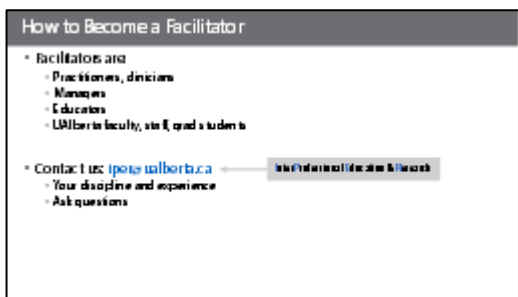 How to Become a Facilitator
Facilitators are:
Practitioners, clinicians
Managers
Educators
UAlberta faculty, staff, grad students
Contact us: iper@ualberta.ca
InterProfessional Education & Research
Your discipline and experience
Ask questions